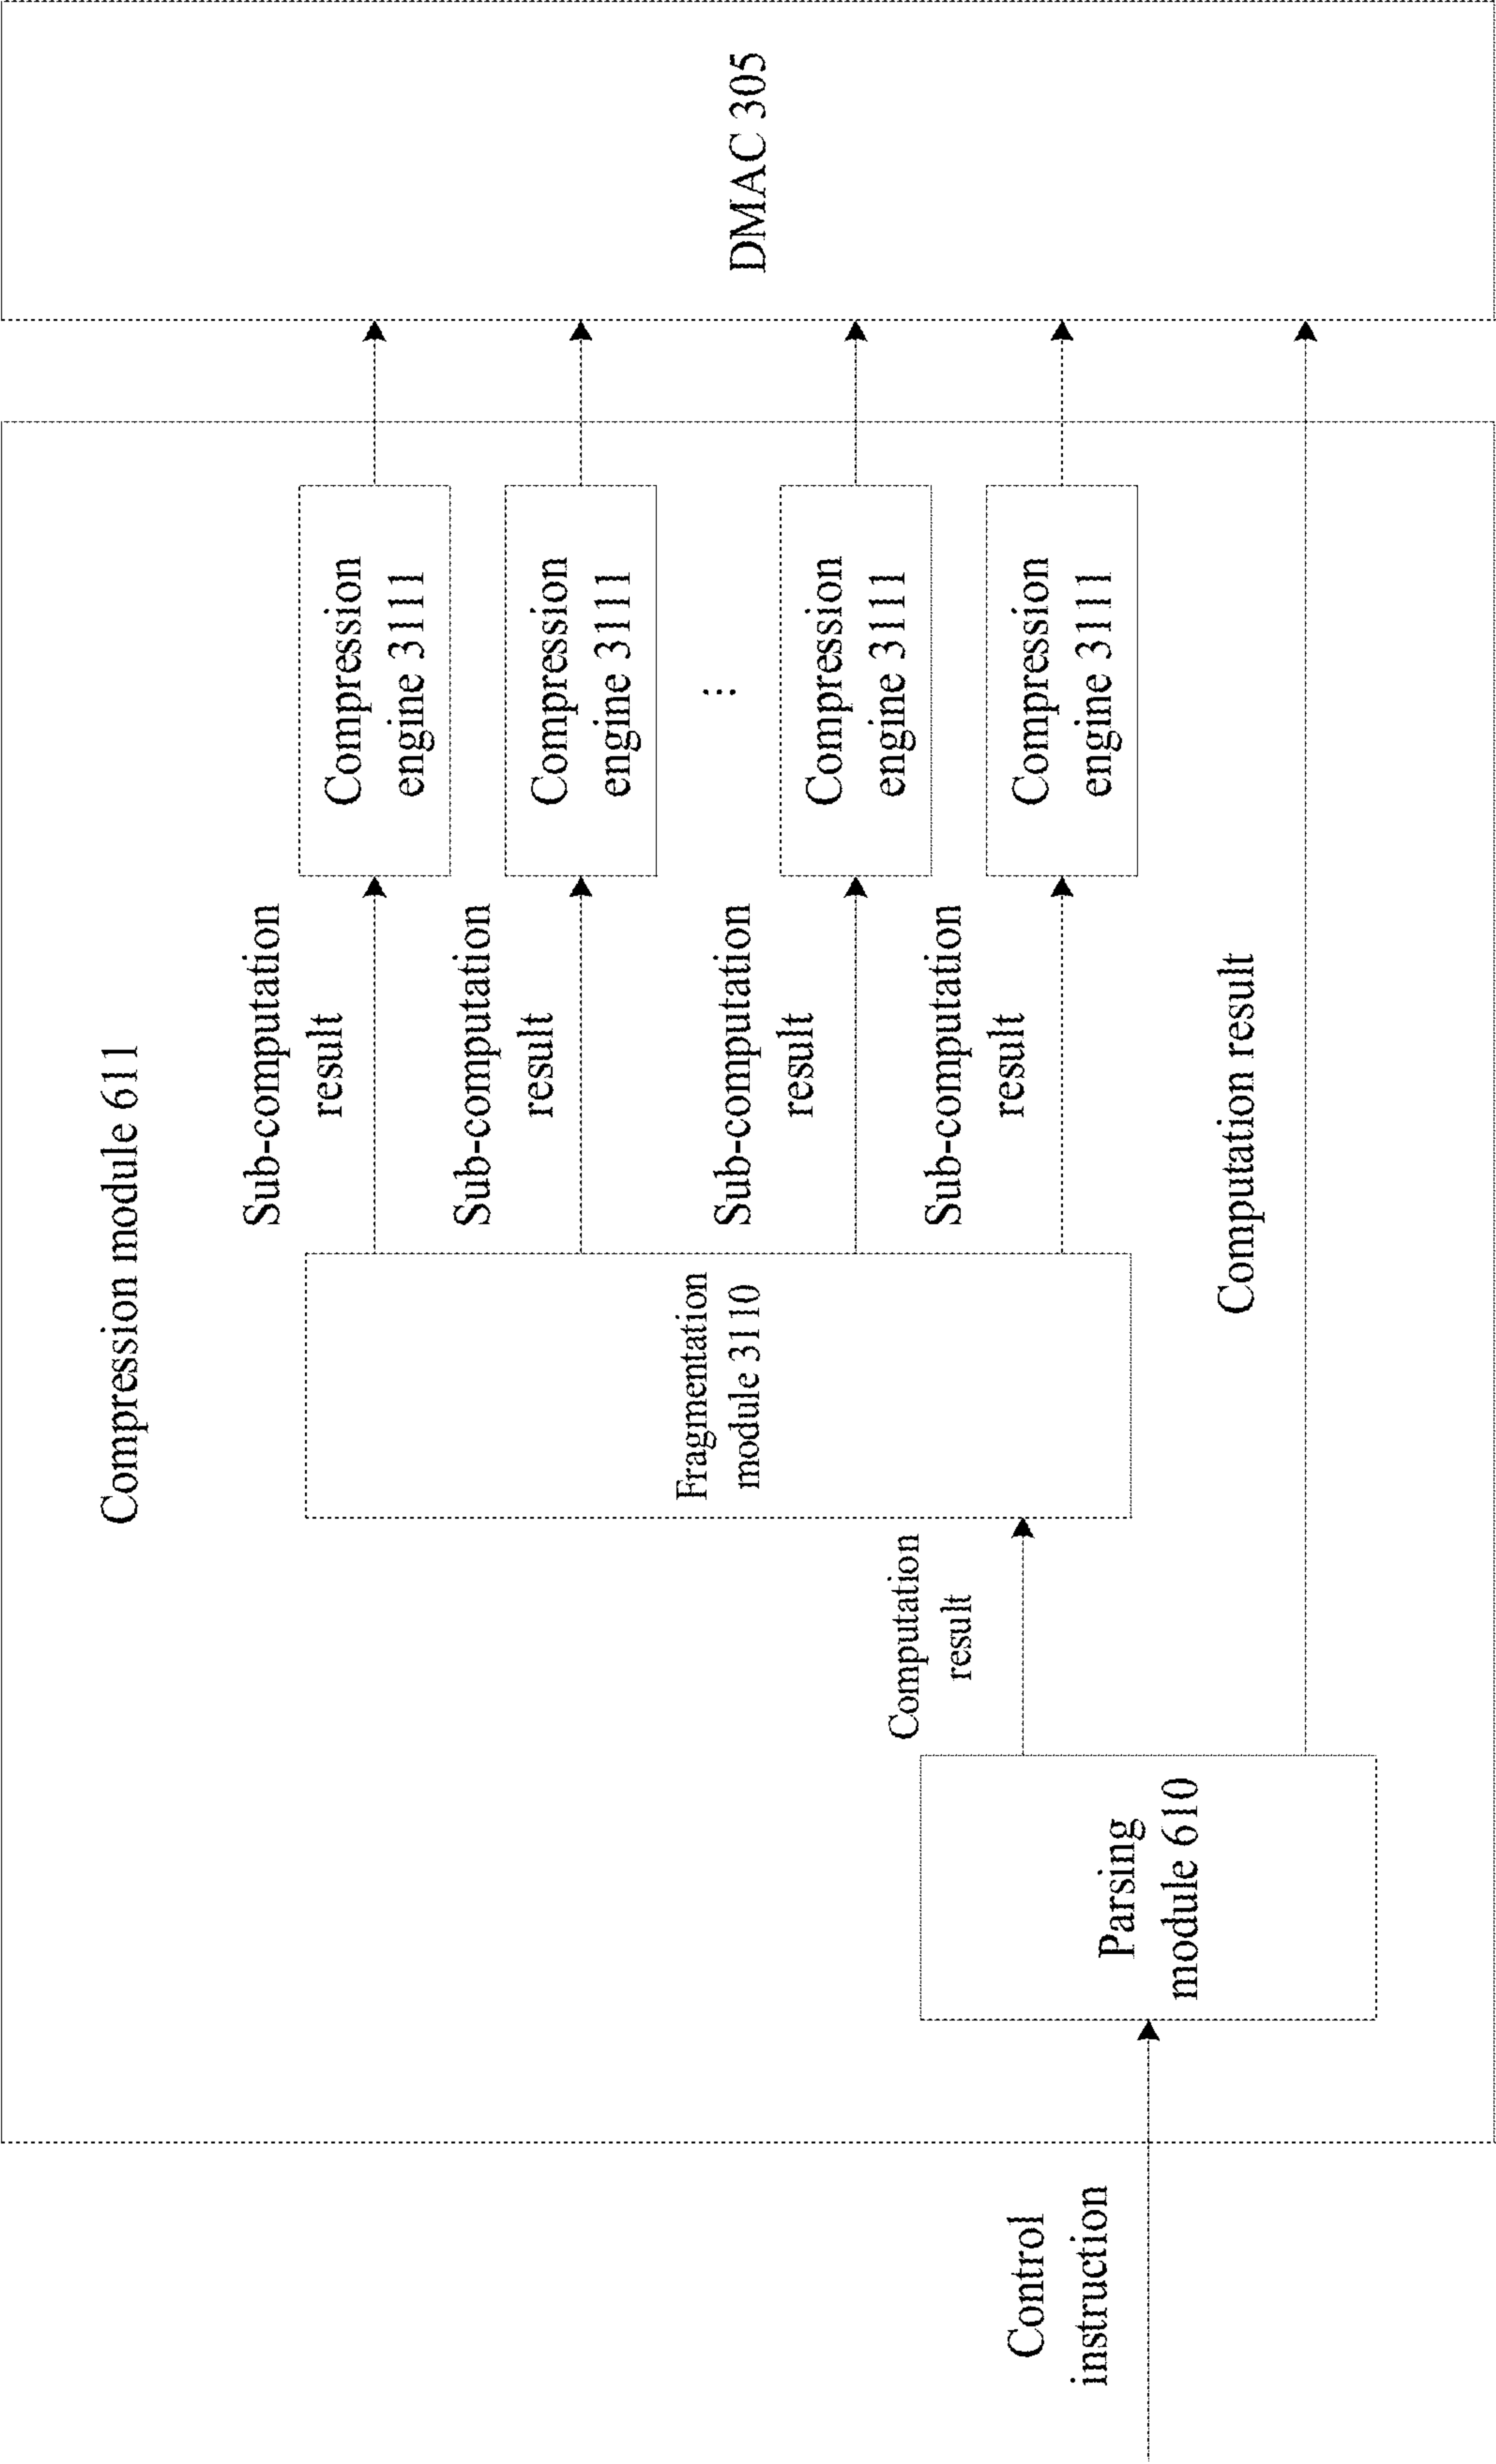 Compression module 611
Control
instruction
Parsing
module 610
Computation
result
Fragmentation
module 3110
Sub-computation
result
Sub-computation
result
Sub-computation
result
Sub-computation
result
Computation result
Compression
engine 3111
Compression
engine 3111
...
Compression
engine 3111
Compression
engine 3111
DMAC 305